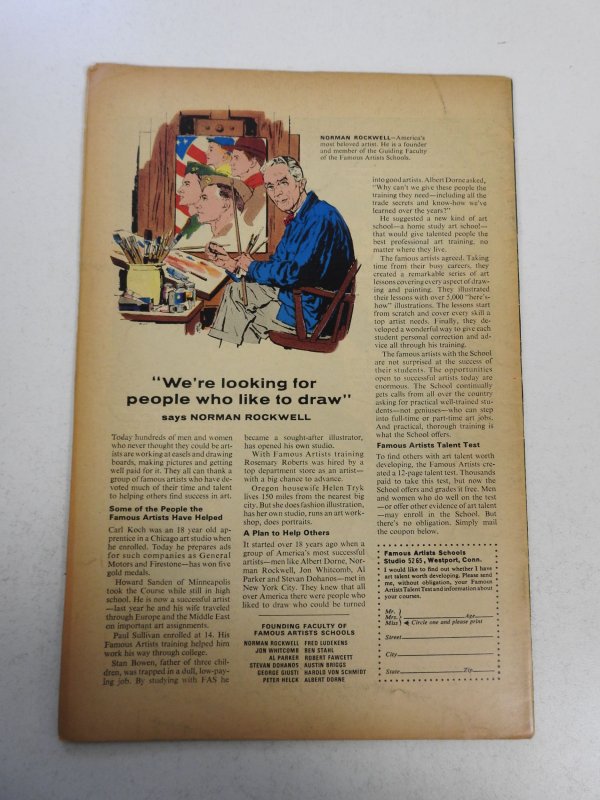 NORMAN ROCKWELL—America's
most beloved artist. He is a founder
and member of the Guiding Faculty
of the Famous Artists Schools.
"We're looking for
people who like to draw"
says NORMAN ROCKWELL
Today hundreds of men and women
who never thought they could be art-
ists are working at easels and drawing
boards, making pictures and getting
well paid for it. They all can thank a
group of famous artists who have de-
voted much of their time and talent
to helping others find success in art.
Some of the People the
Famous Artists Have Helped
Carl Koch was an 18 year old ap-
prentice in a Chicago art studio when
he enrolled. Today he prepares ads
for such companies as General
Motors and Firestone—has won five
gold medals.
Howard Sanden of Minneapolis
took the Course while still in high
school. He is now a successful artist
—last year he and his wife traveled
through Europe and the Middle East
on important art assignments.
Paul Sullivan enrolled at 14. His
Famous Artists training helped him
work his way through college.
Stan Bowen, father of three chil-
dren, was trapped in a dull, low-pay-
ing job. By studying with FAS he
became a sought-after illustrator,
has opened his own studio.
With Famous Artists training
Rosemary Roberts was hired by a
top department store as an artist—
with a big chance to advance.
Oregon housewife Helen Tryk
lives 150 miles from the nearest big
city. But she does fashion illustration,
has her own studio, runs an art work-
shop, does portraits.
A Plan to Help Others
It started over 18 years ago when a
group of America's most successful
artists—men like Albert Dorne, Nor-
man Rockwell, Jon Whitcomb, Al
Parker and Stevan Dohanos—met in
New York City. They knew that all
over America there were people who
liked to draw who could be turned
into good artists. Albert Dorne asked,
"Why can't we give these people the
training they need—including all the
trade secrets and know-how we've
learned over the years?"
He suggested a new kind of art
school—a home study art school—
that would give talented people the
best professional art training, no
matter where they live.
The famous artists agreed. Taking
time from their busy careers, they
created a remarkable series of art
lessons covering every aspect of draw-
ing and painting. They illustrated
their lessons with over 5,000 "here's-
how" illustrations. The lessons start
from scratch and cover every skill a
top artist needs. Finally, they de-
veloped a wonderful way to give each
student personal correction and ad-
vice all through his training.
The famous artists with the School
are not surprised at the success of
their students. The opportunities
open to successful artists today are
enormous. The School continually
gets calls from all over the country
asking for practical well-trained stu-
dents—not geniuses—who can step
into full-time or part-time art jobs.
And practical, thorough training is
what the School offers.
Famous Artists Talent Test
To find others with art talent worth
developing, the Famous Artists cre-
ated a 12-page talent test. Thousands
paid to take this test, but now the
School offers and grades it free. Men
and women who do well on the test
—or offer other evidence of art talent
—may enroll in the School. But
there's no obligation. Simply mail
the coupon below.
FOUNDING FACULTY OF
FAMOUS ARTISTS SCHOOLS
NORMAN ROCKWELL FRED LUDEKENS
JON WHITCOMB BEN STAHL
AL PARKER ROBERT FAWCETT
STEVAN DOHANOS AUSTIN BRIGGS
GEORGE GIUSTI HAROLD VON SCHMIDT
PETER HELCK ALBERT DORNE
Famous Artists Schools
Studio 5265, Westport, Conn.
I would like to find out whether I have
art talent worth developing. Please send
me, without obligation, your Famous
Artists Talent Test and information about
your courses.
Mr.
Mrs. Age
Miss Circle one and please print
Street
City
State Zip